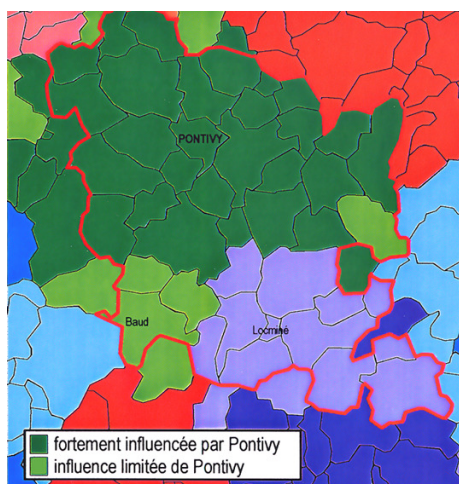 PONTIVY
Baud
Locminé
fortement influencée par Pontivy
influence limitée de Pontivy